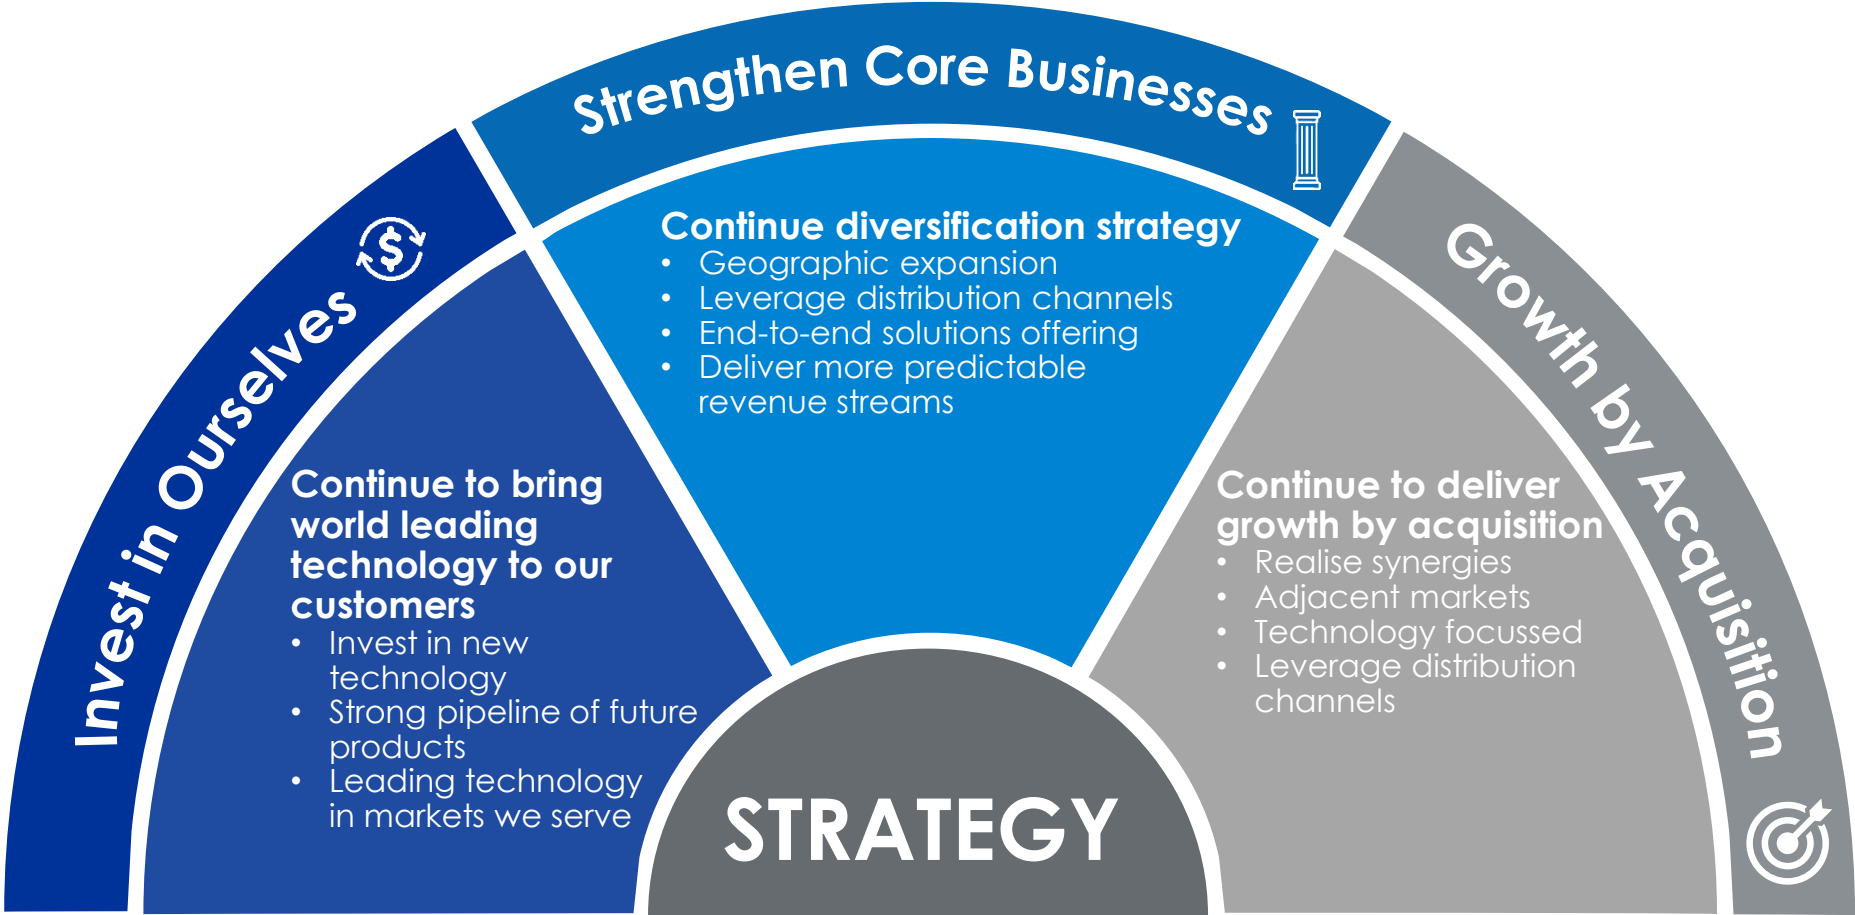 Invest in Ourselves
$
Continue to bring
world leading
technology to our
customers
• Invest in new
technology
• Strong pipeline of future
products
• Leading technology
in markets we serve
Strengthen Core Businesses
Continue diversification strategy
• Geographic expansion
• Leverage distribution channels
• End-to-end solutions offering
• Deliver more predictable
revenue streams
Growth by Acquisition
Continue to deliver
growth by acquisition
• Realise synergies
• Adjacent markets
• Technology focussed
• Leverage distribution
channels
STRATEGY